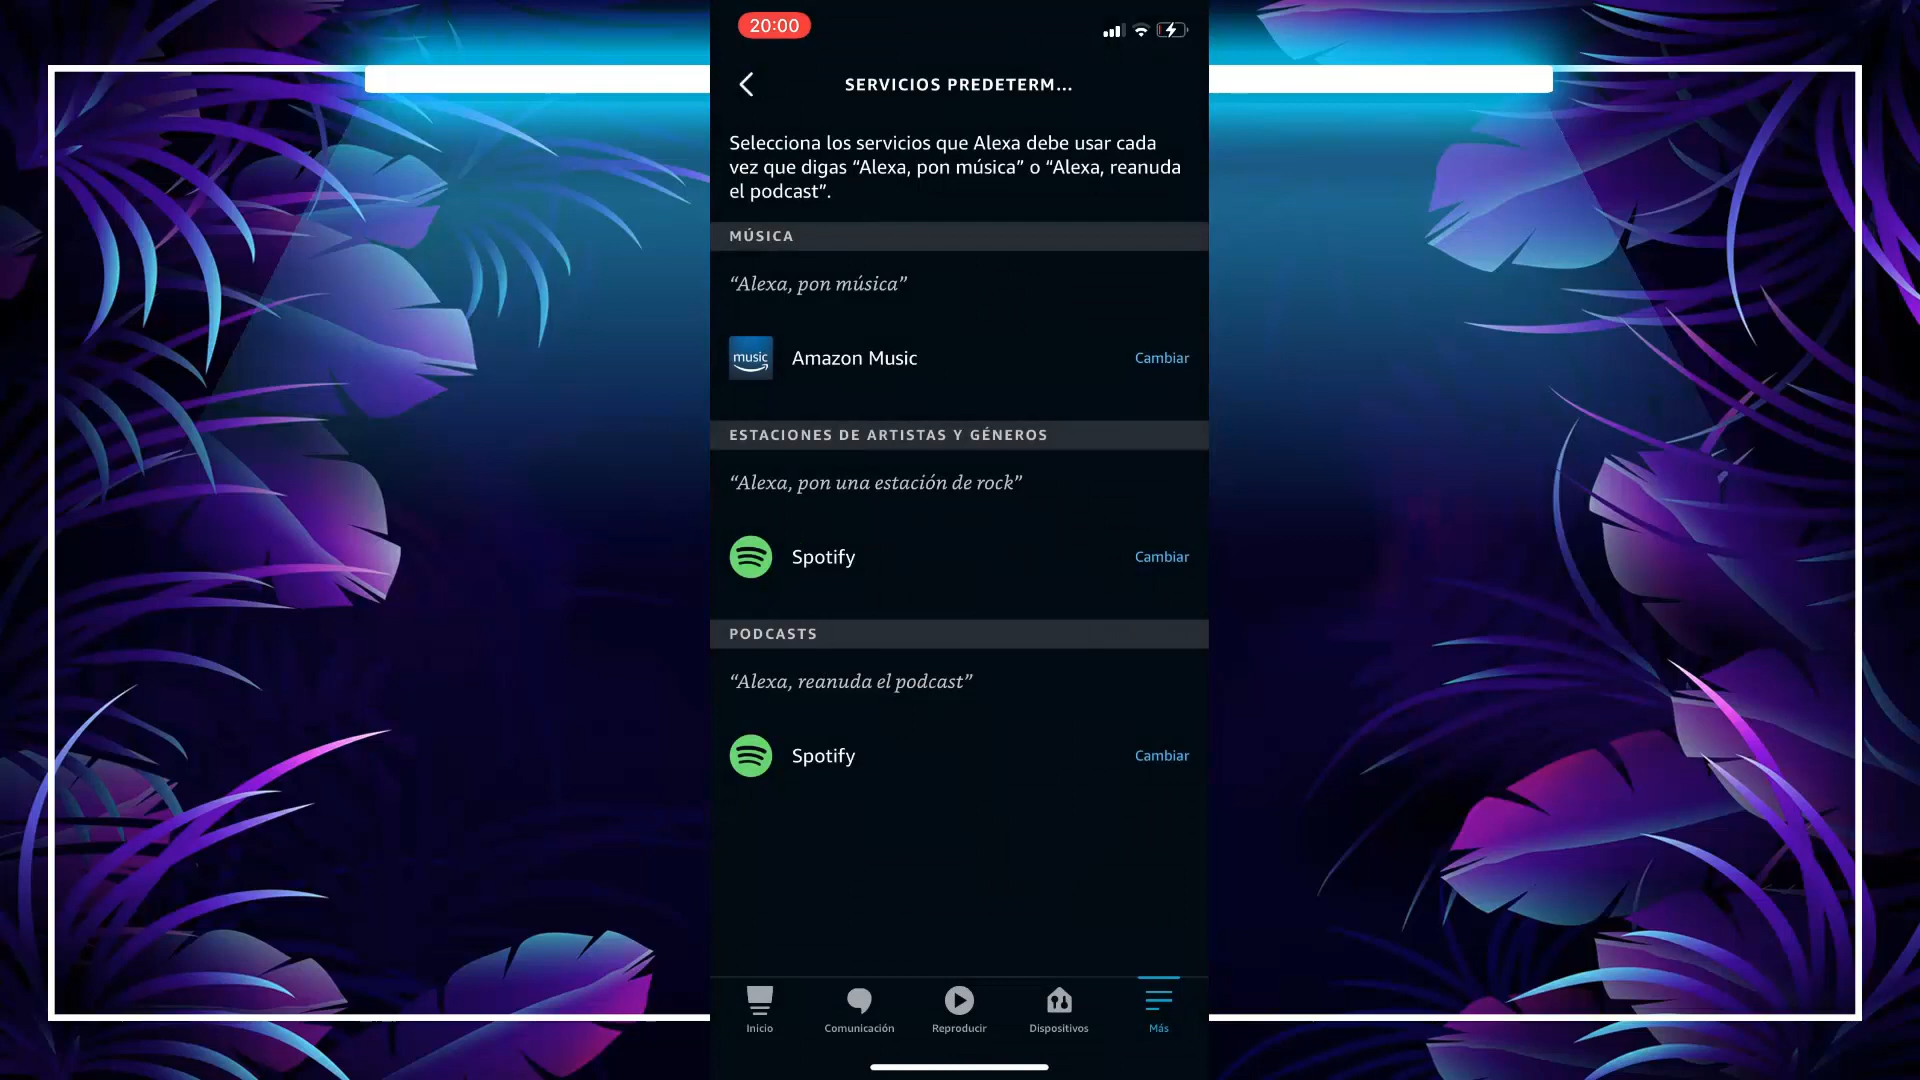 20:00
SERVICIOS PREDETERM...
Selecciona los servicios que Alexa debe usar cada
vez que digas “Alexa, pon música” o “Alexa, reanuda
el podcast”.
MÚSICA
“Alexa, pon música”
music
Amazon Music
Cambiar
ESTACIONES DE ARTISTAS Y GÉNEROS
“Alexa, pon una estación de rock”
Spotify
Cambiar
PODCASTS
“Alexa, reanuda el podcast”
Spotify
Cambiar
Inicio
Comunicación
Reproducir
Dispositivos
Más